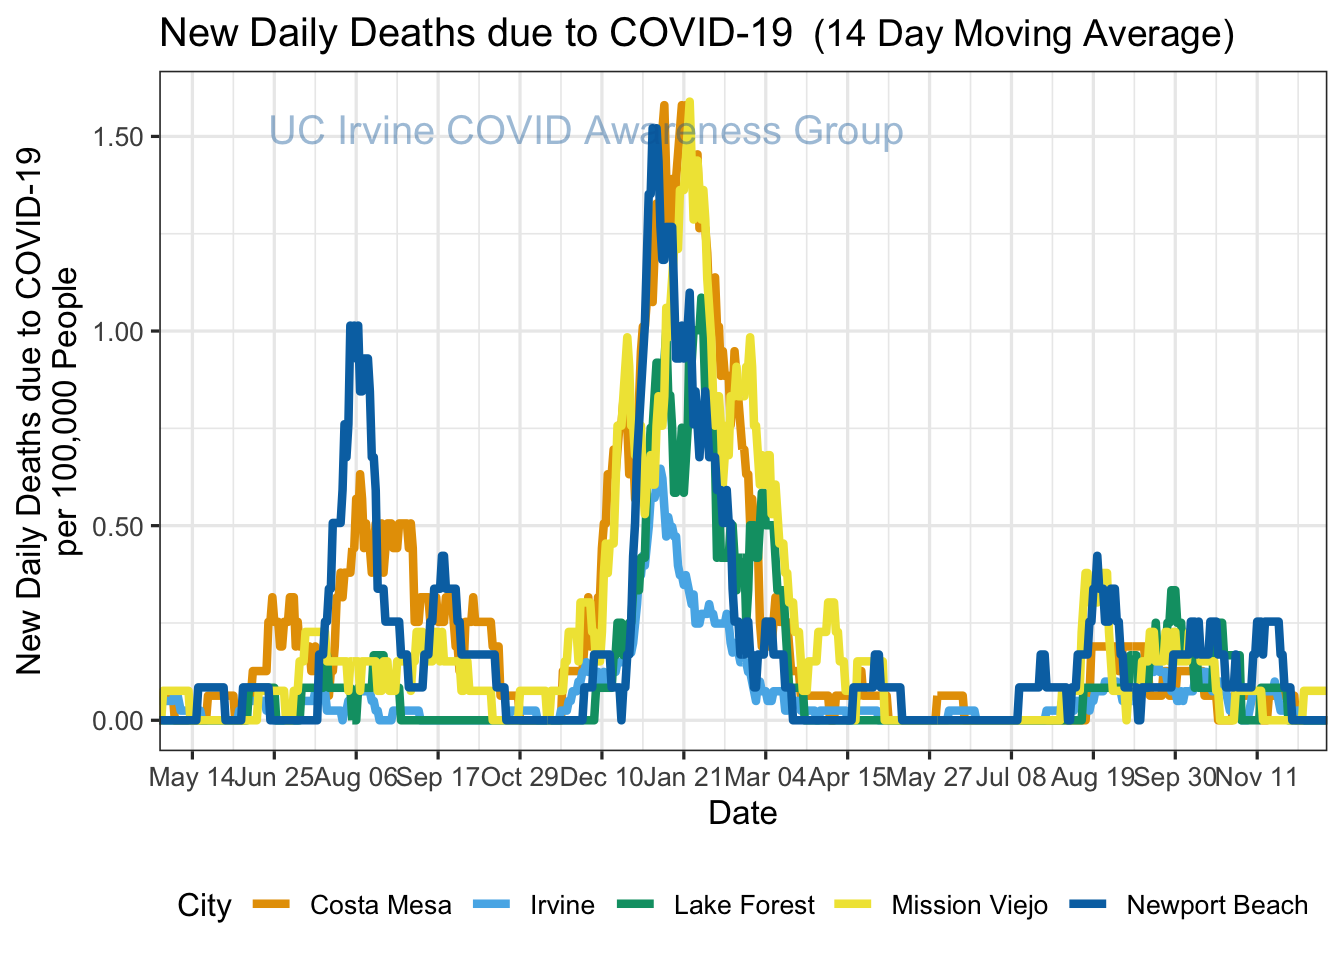 New Daily Deaths due to COVID-19 (14 Day Moving Average)
UC Irvine COVID Awareness Group
New Daily Deaths due to COVID-19
per 100,000 People
1.50
1.00
0.50
0.00
May 14 Jun 25 Aug 06 Sep 17 Oct 29 Dec 10 Jan 21 Mar 04 Apr 15 May 27 Jul 08 Aug 19 Sep 30 Nov 11
Date
City Costa Mesa Irvine Lake Forest Mission Viejo Newport Beach